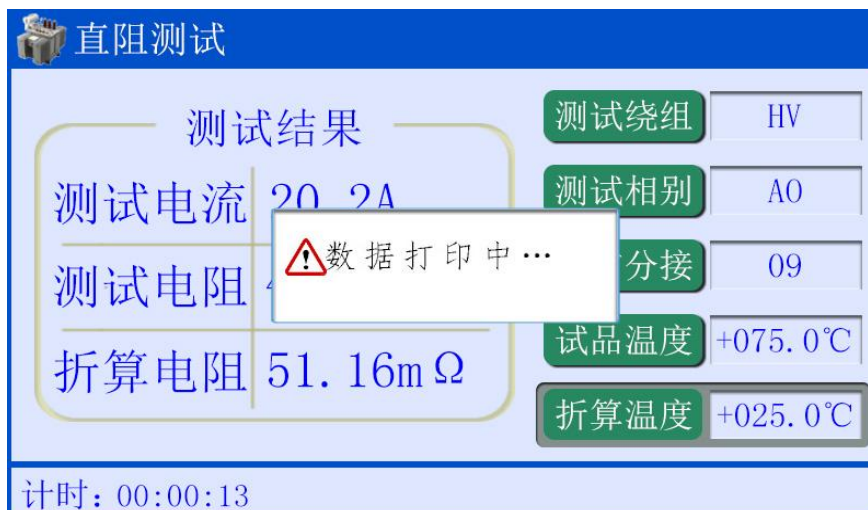 直阻测试
测试结果
测试电流 20.2A
测试电阻
折算电阻 51.16mΩ
数据打印中…
测试绕组 HV
测试相别 AO
分接 09
试品温度 +075.0℃
折算温度 +025.0℃
计时：00:00:13